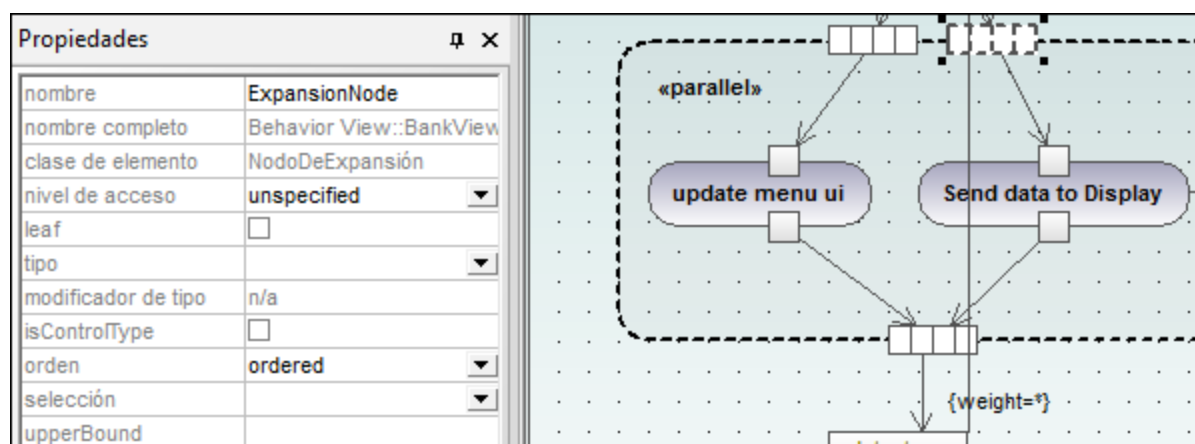 Propiedades
nombre ExpansionNode
nombre completo Behavior View::BankView
clase de elemento NodoDeExpansión
nivel de acceso unspecified
leaf
tipo
modificador de tipo n/a
isControlType
orden ordered
selección
upperBound
«parallel»
update menu ui
Send data to Display
{weight=*}